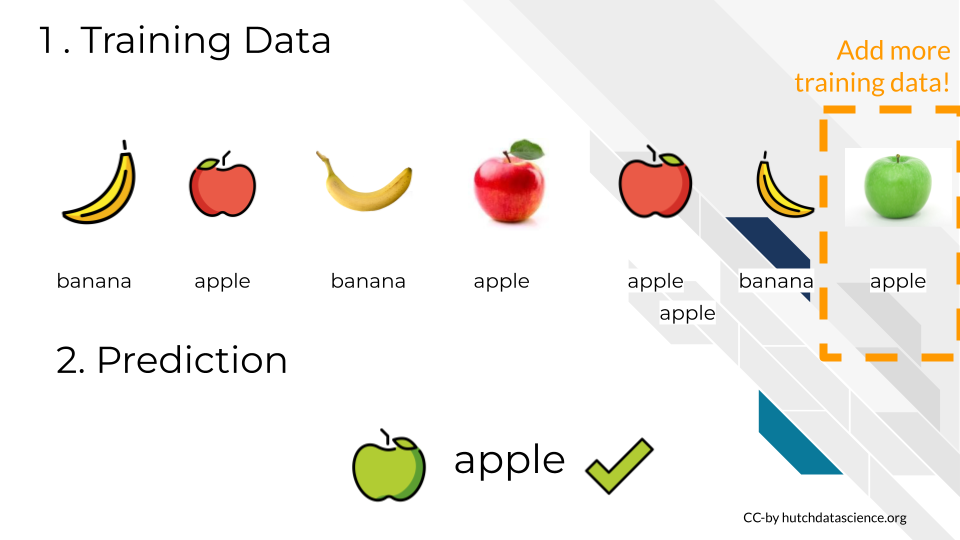 1 . Training Data
Add more
training data!
banana
apple
banana
apple
apple
banana
apple
apple
2. Prediction
apple
CC-by hutchdatascience.org